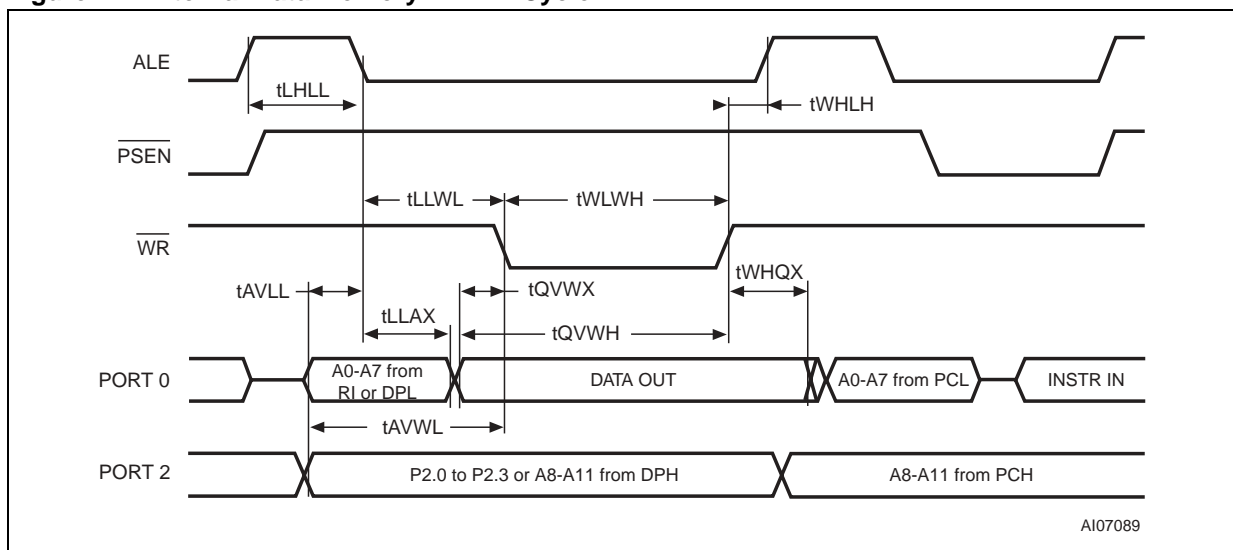 ALE
tLHLL
tWHLH
PSEN
tLLWL
tWLWH
WR
tWHQX
tAVLL
tQVWX
tLLAX
tQVWH
PORT 0
A0-A7 from
RI or DPL
DATA OUT
A0-A7 from PCL
INSTR IN
tAVWL
PORT 2
P2.0 to P2.3 or A8-A11 from DPH
A8-A11 from PCH
AI07089